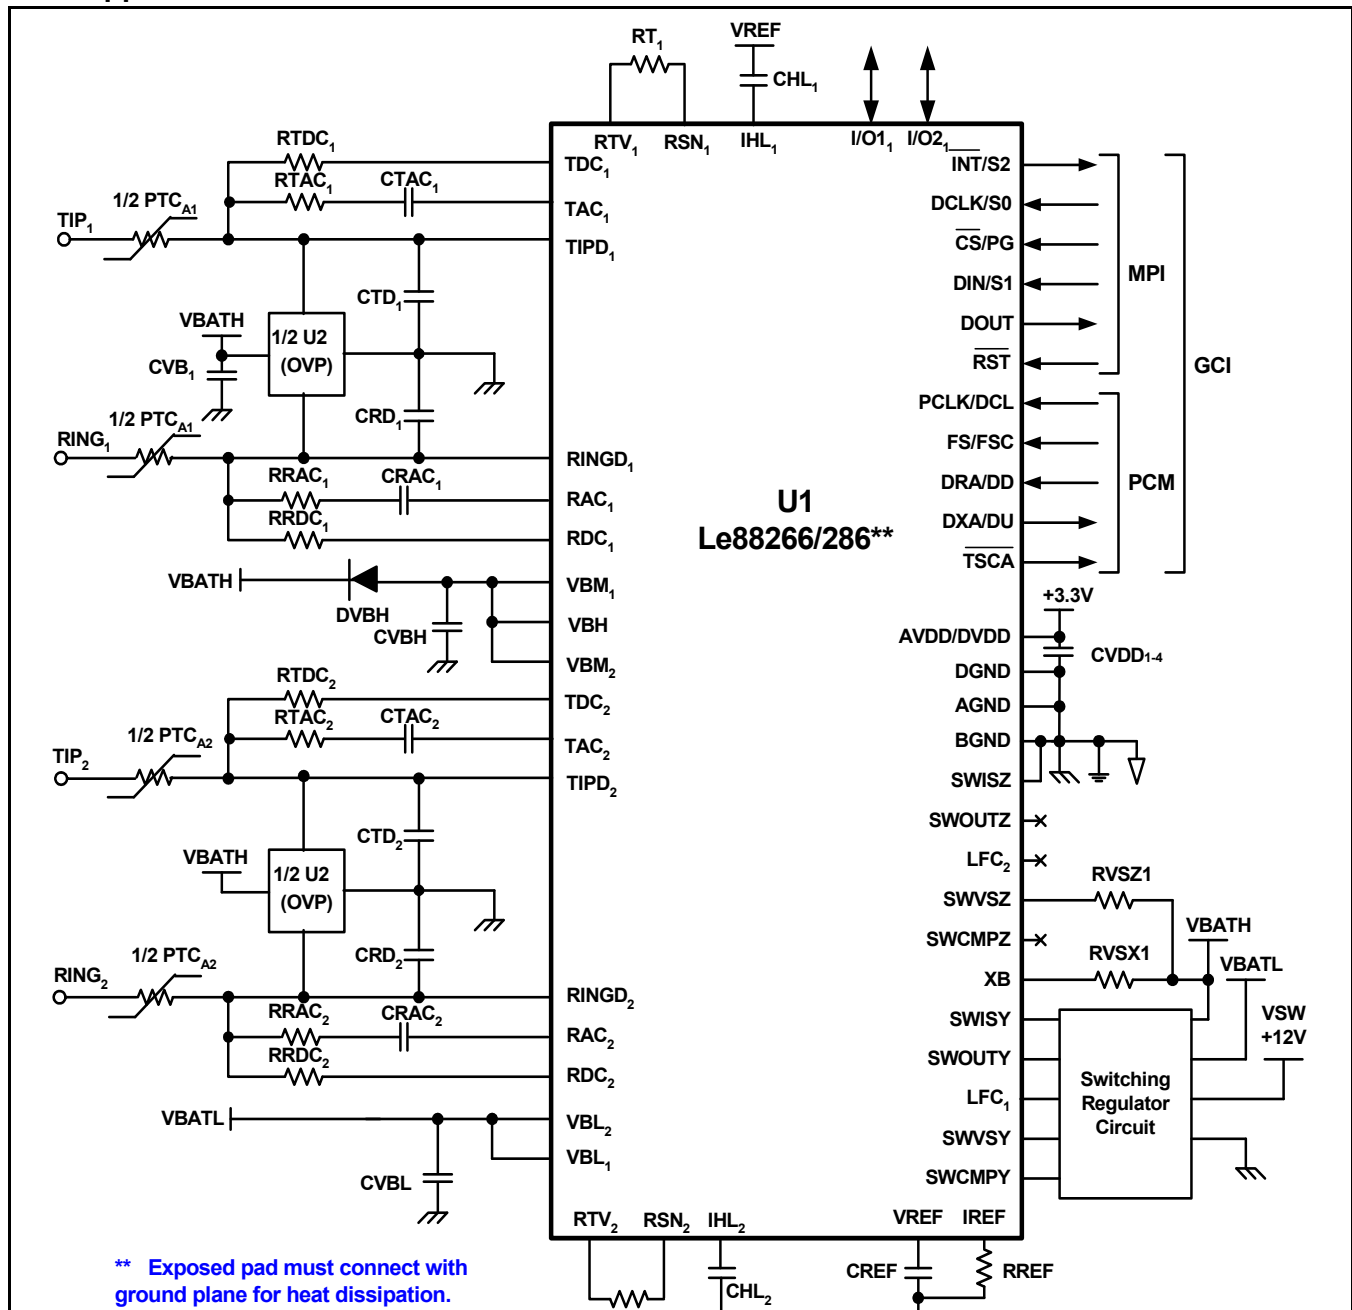 RT1
VREF
CHL1
RTV1
RSN1
IHL1
I/O11
I/O21
RTDC1
RTAC1
CTAC1
1/2 PTCA1
TIP1
TDC1
TAC1
TIPD1
CTD1
VBATH
1/2 U2
(OVP)
CVB1
CRD1
1/2 PTCA1
RING1
RINGD1
RRAC1
CRAC1
RAC1
RRDC1
RDC1
VBATH
DVBH
CVBH
VBM1
VBH
VBM2
RTDC2
RTAC2
CTAC2
1/2 PTCA2
TIP2
TDC2
TAC2
TIPD2
CTD2
VBATH
1/2 U2
(OVP)
CRD2
1/2 PTCA2
RING2
RINGD2
RRAC2
CRAC2
RAC2
RRDC2
RDC2
VBATL
VBL2
VBL1
CVBL
U1
Le88266/286**
INT/S2
DCLK/S0
CS/PG
DIN/S1
DOUT
RST
MPI
GCI
PCLK/DCL
FS/FSC
DRA/DD
DXA/DU
TSCA
PCM
+3.3V
AVDD/DVDD
CVDD1-4
DGND
AGND
BGND
SWISZ
SWOUTZ
LFC2
SWVSZ
RVSZ1
SWCMPZ
VBATH
XB
RVSX1
VBATL
SWISY
VSW
+12V
SWOUTY
LFC1
SWVSY
SWCMPY
Switching
Regulator
Circuit
RTV2
RSN2
IHL2
VREF
IREF
CHL2
CREF
RREF
** Exposed pad must connect with
ground plane for heat dissipation.